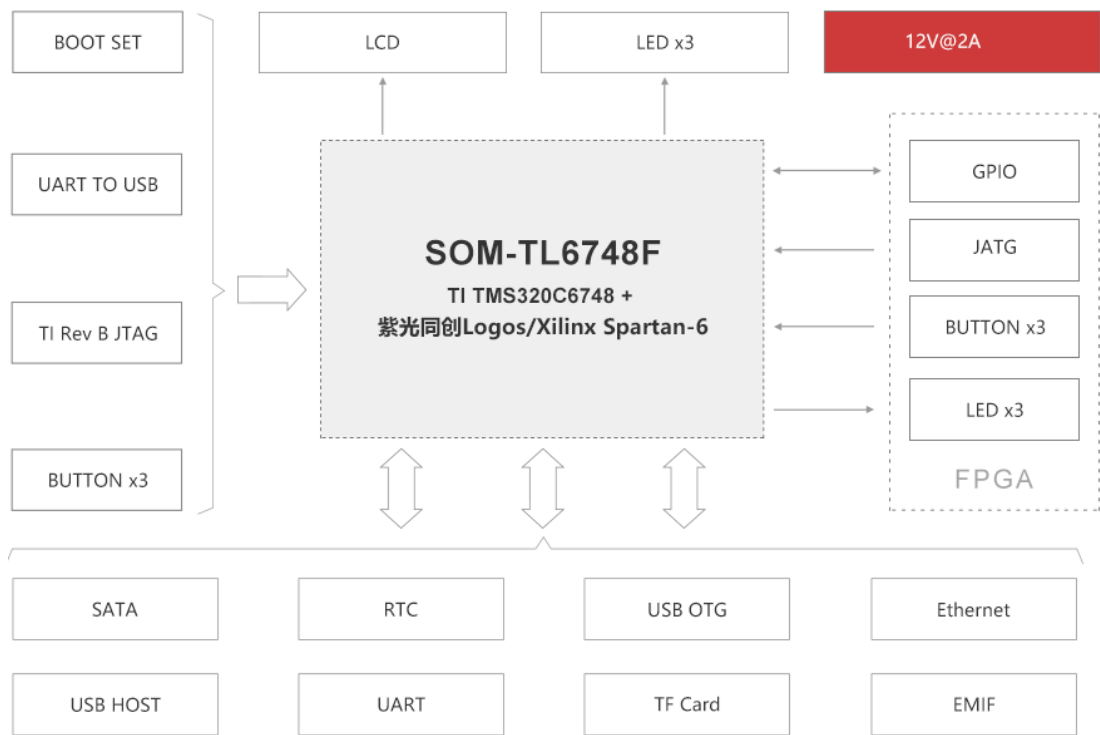 BOOT SET
LCD
LED x3
12V@2A
UART TO USB
TI Rev B JTAG
BUTTON x3
SOM-TL6748F
TI TMS320C6748 +
紫光同创Logos/Xilinx Spartan-6
GPIO
JATG
BUTTON x3
LED x3
FPGA
SATA
RTC
USB OTG
Ethernet
USB HOST
UART
TF Card
EMIF